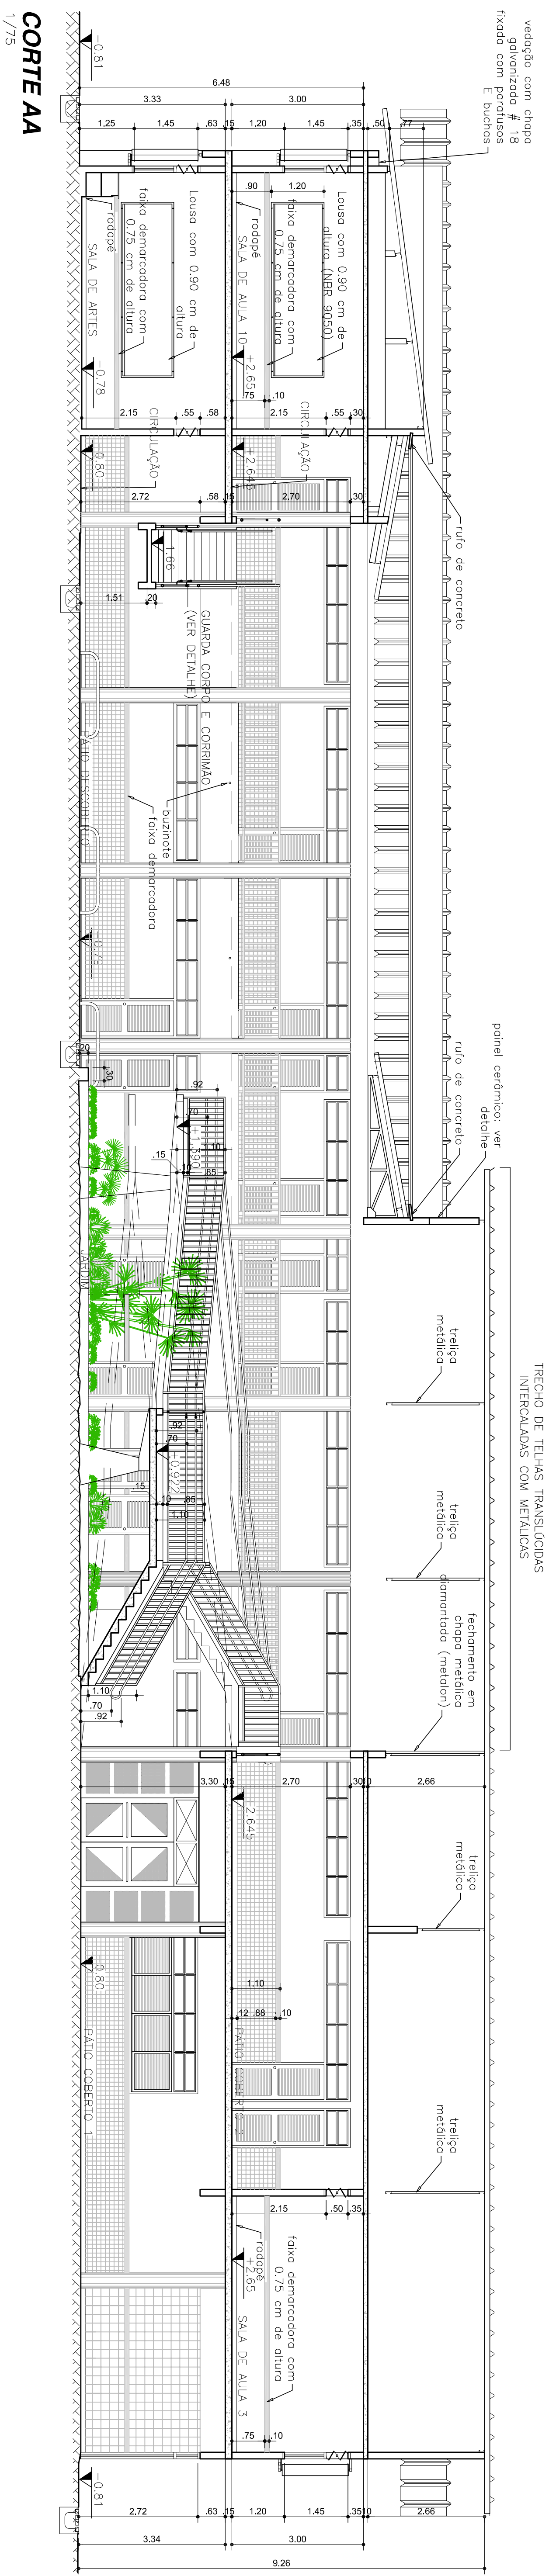 vedação com chapa
galvanizada # 18
fixada com parafusos
E buchas
rufo de concreto
painel cerâmico: ver
detalhe
rufo de concreto
TRECHO DE TELHAS TRANSLÚCIDAS
INTERCALADAS COM METÁLICAS
treliça
metálica
treliça
metálica
fechamento em
chapa metálica
diamantada (metalon)
treliça
metálica
treliça
metálica
6.48
3.33
3.00
1.25
1.45
.63
.15
1.20
1.45
.35
.50
.77
-0.81
Lousa com 0.90 cm de
altura (NBR 9050)
1.20
.90
faixa demarcadora com
0.75 cm de altura
rodapé
SALA DE AULA 10
+2.65
.75
.10
Lousa com 0.90 cm de
altura
faixa demarcadora com
0.75 cm de altura
rodapé
SALA DE ARTES
-0.78
2.15
.55
.58
2.15
.55
.30
CIRCULAÇÃO
+2.645
CIRCULAÇÃO
-0.80
2.72
.58
.15
2.70
.30
1.66
1.51
.20
GUARDA CORPO E CORRIMÃO
(VER DETALHE)
buzinote
faixa demarcadora
PÁTIO DESCOBERTO
-0.79
.20
.30
.92
.70
+1.390
1.10
.15
.10
.85
JARDIM
.92
.70
1.10
.15
.10
.85
1.10
.70
.92
3.30
.15
2.70
.30
10
2.66
2.645
-0.80
PÁTIO COBERTO 1
1.10
12
.88
.10
PÁTIO COBERTO 2
2.15
.50
.35
faixa demarcadora com
0.75 cm de altura
rodapé
+2.65
SALA DE AULA 3
.75
.10
-0.81
2.72
.63
.15
1.20
1.45
.35
10
2.66
3.34
3.00
9.26
CORTE AA
1/75